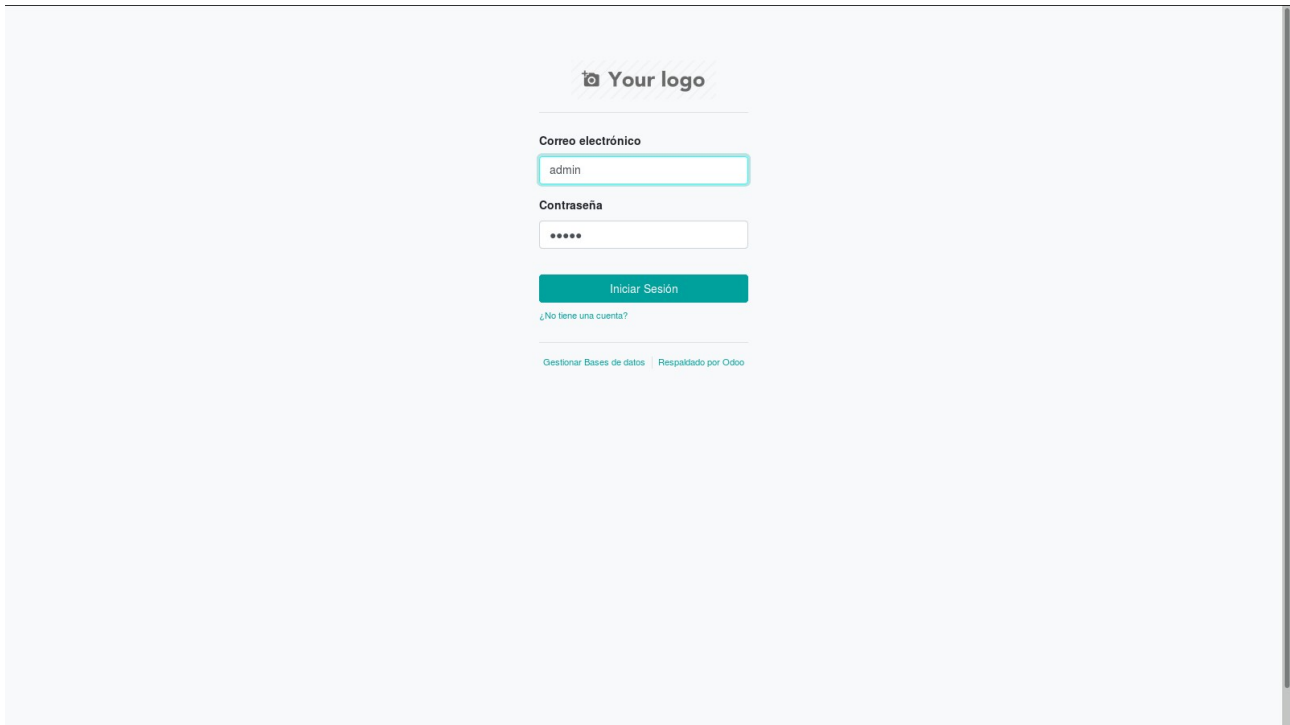 Your logo
Correo electrónico
admin
Contraseña
•••••
Iniciar Sesión
¿No tiene una cuenta?
Gestionar Bases de datos | Respaldado por Odoo